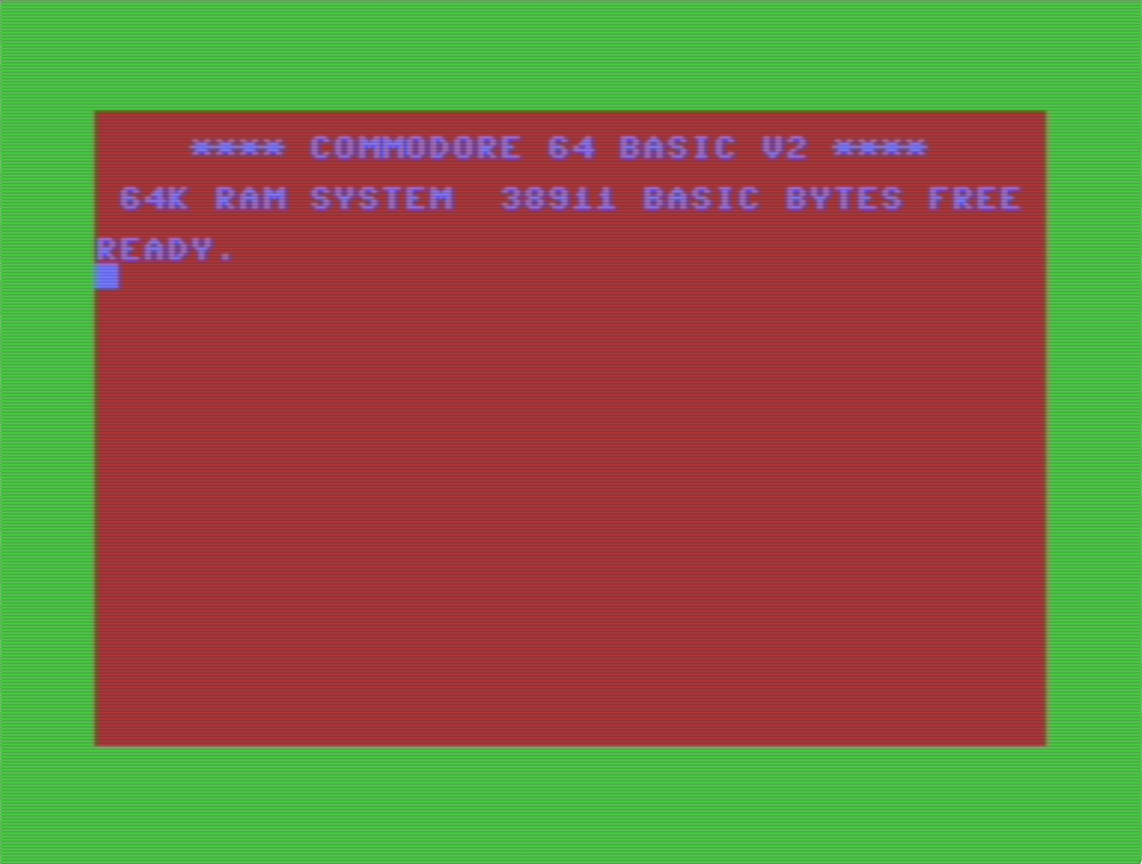 **** COMMODORE 64 BASIC V2 ****
64K RAM SYSTEM  38911 BASIC BYTES FREE
READY.